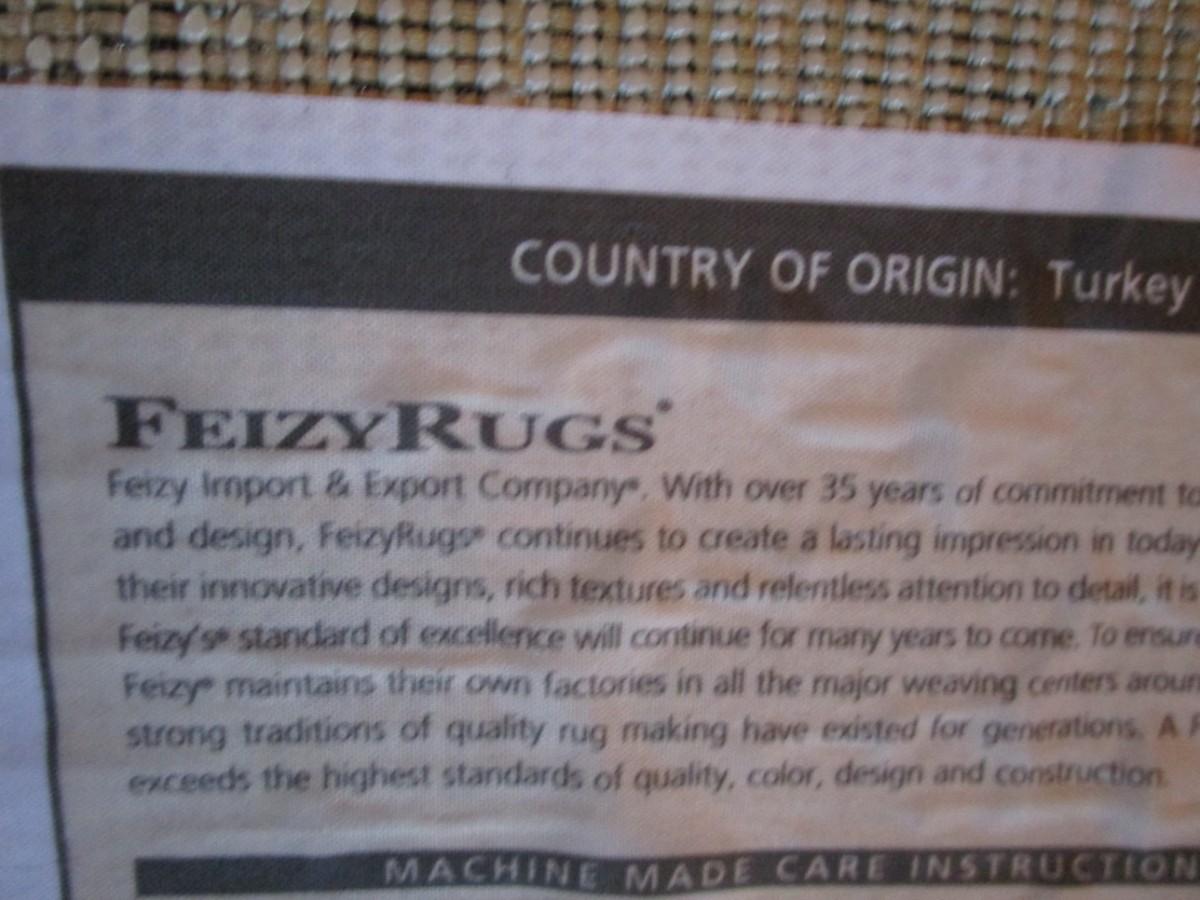 COUNTRY OF ORIGIN: Turkey
FEIZYRUGS®
Feizy Import & Export Company®. With over 35 years of commitment to
and design, FeizyRugs® continues to create a lasting impression in today
their innovative designs, rich textures and relentless attention to detail, it is
Feizy's® standard of excellence will continue for many years to come. To ensur
Feizy® maintains their own factories in all the major weaving centers aroun
strong traditions of quality rug making have existed for generations. A
exceeds the highest standards of quality, color, design and construction.
MACHINE MADE CARE INSTRUCTION